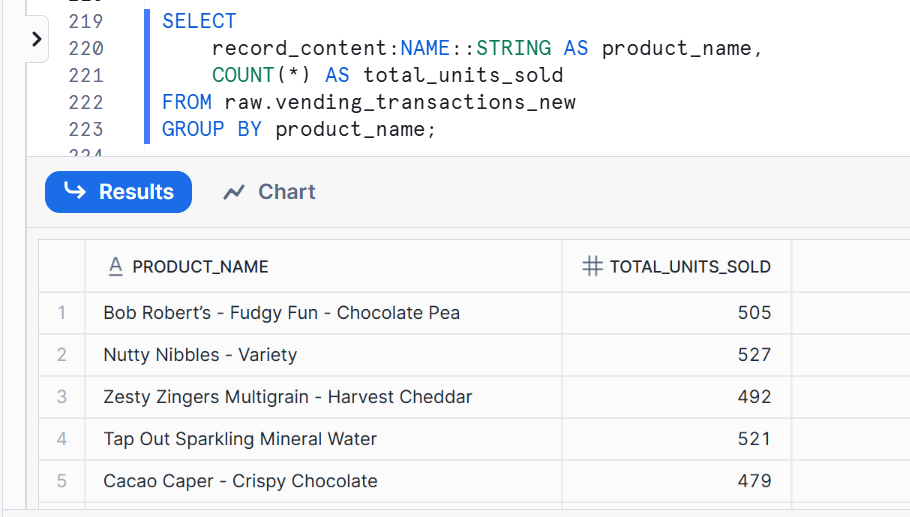 219 SELECT
220 record_content:NAME::STRING AS product_name,
221 COUNT(*) AS total_units_sold
222 FROM raw.vending_transactions_new
223 GROUP BY product_name;
224
Results Chart
PRODUCT_NAME TOTAL_UNITS_SOLD
1 Bob Robert’s - Fudgy Fun - Chocolate Pea 505
2 Nutty Nibbles - Variety 527
3 Zesty Zingers Multigrain - Harvest Cheddar 492
4 Tap Out Sparkling Mineral Water 521
5 Cacao Caper - Crispy Chocolate 479